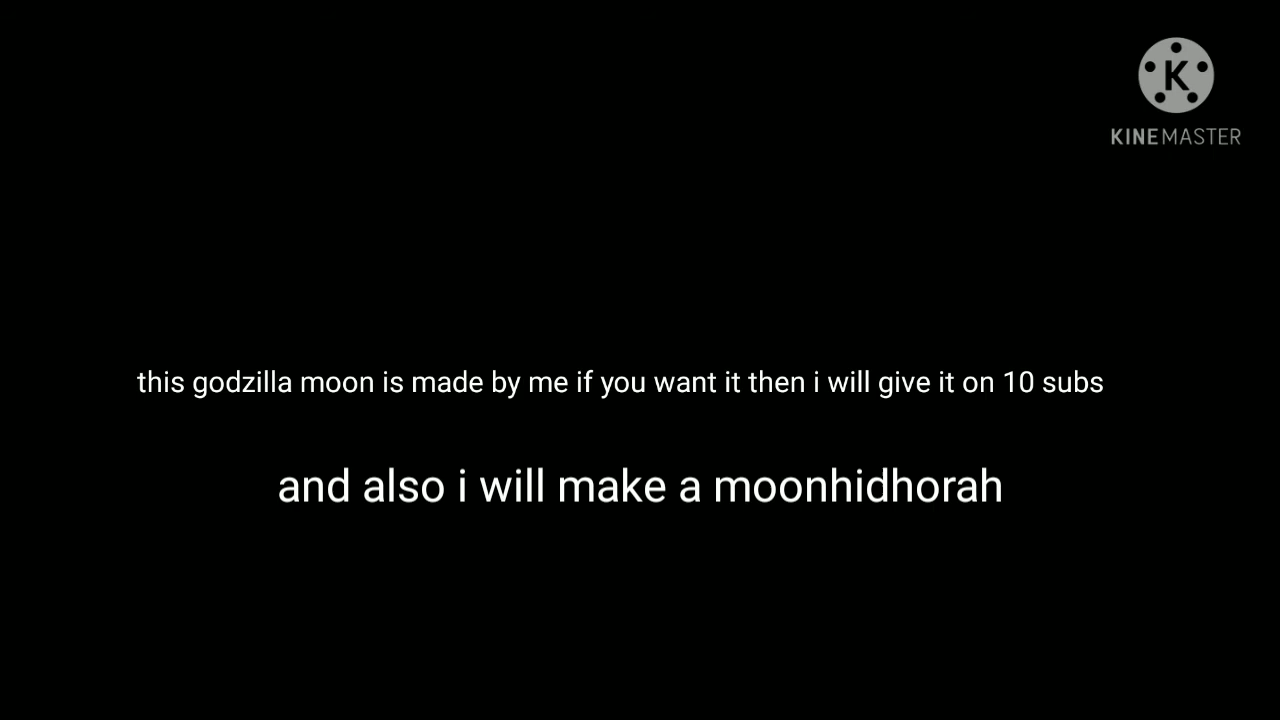 KINEMASTER
this godzilla moon is made by me if you want it then i will give it on 10 subs
and also i will make a moonhidhorah